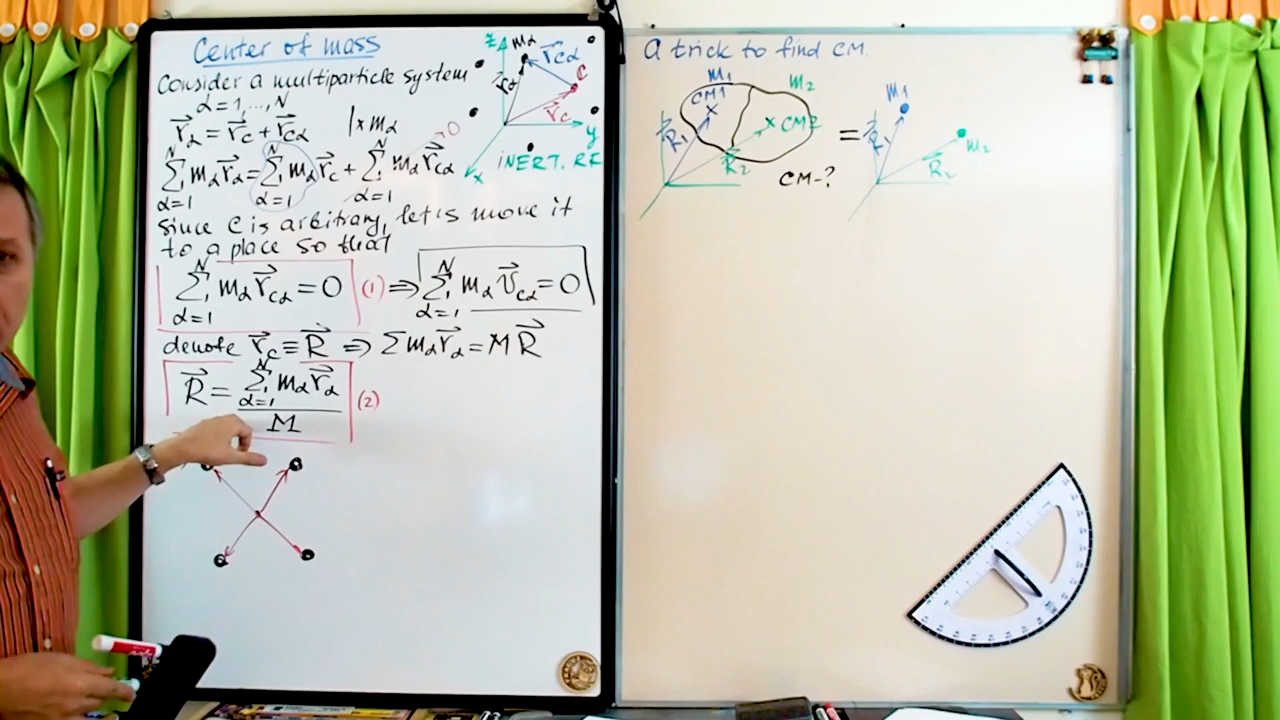 Center of mass
Consider a multiparticle system
α = 1, ..., N
r⃗α = r⃗c + r⃗cα | × mα
N∑α=1 mα r⃗α = N∑α=1 mα r⃗c + N∑α=1 mα r⃗cα → 0
since C is arbitrary, let's move it
to a place so that
N∑α=1 mα r⃗cα = 0 (1) ⇒ N∑α=1 mα v⃗cα = 0
denote r⃗c ≡ R⃗ ⇒ ∑ mα r⃗α = M R⃗
R⃗ = N∑α=1 mα r⃗α / M (2)
z mα r⃗cα
r⃗α C
r⃗c
y
x
INERT. RF
A trick to find CM.
M1 m2
CM1
CM2
R⃗1
R⃗2
CM-?
=
M1
R⃗1
m2
R⃗2